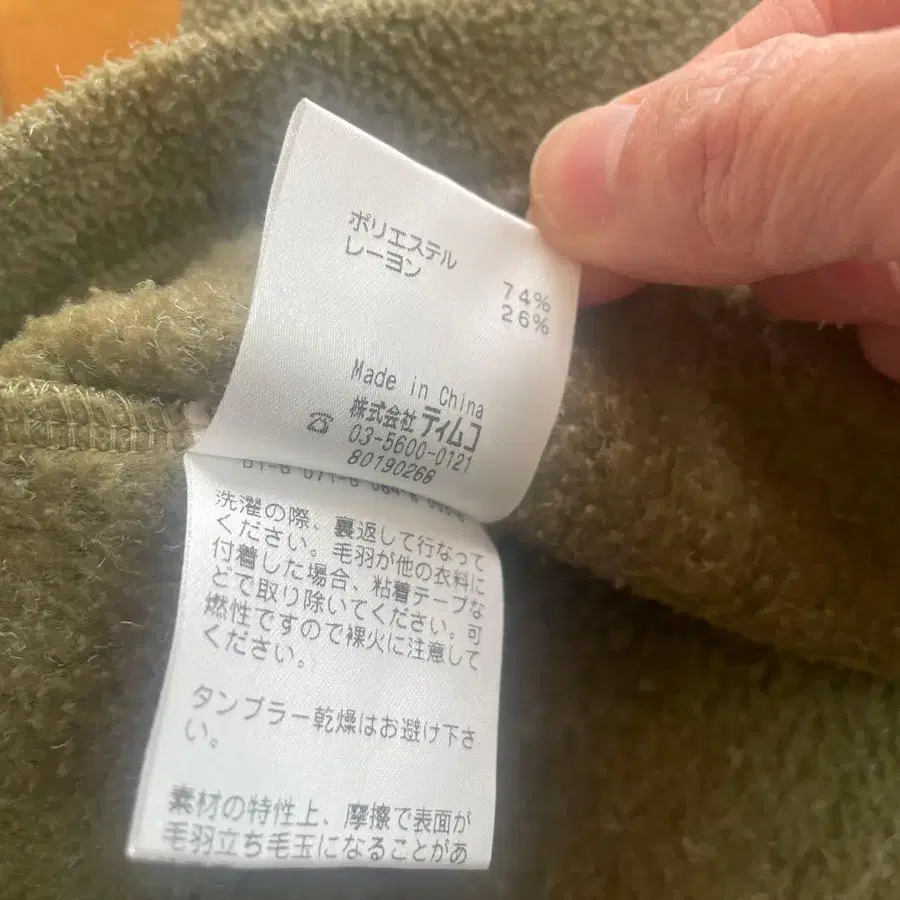 ポリエステル 74%
レーヨン 26%
Made in China
株式会社 ティムコ
☎ 03-5600-0121
80190268
洗濯の際、裏返して行なって
ください。毛羽が他の衣料に
付着した場合、粘着テープな
どで取り除いてください。可
燃性ですので裸火に注意して
ください。
タンブラー乾燥はお避け下さ
い。
素材の特性上、摩擦で表面が
毛羽立ち毛玉になることがあ